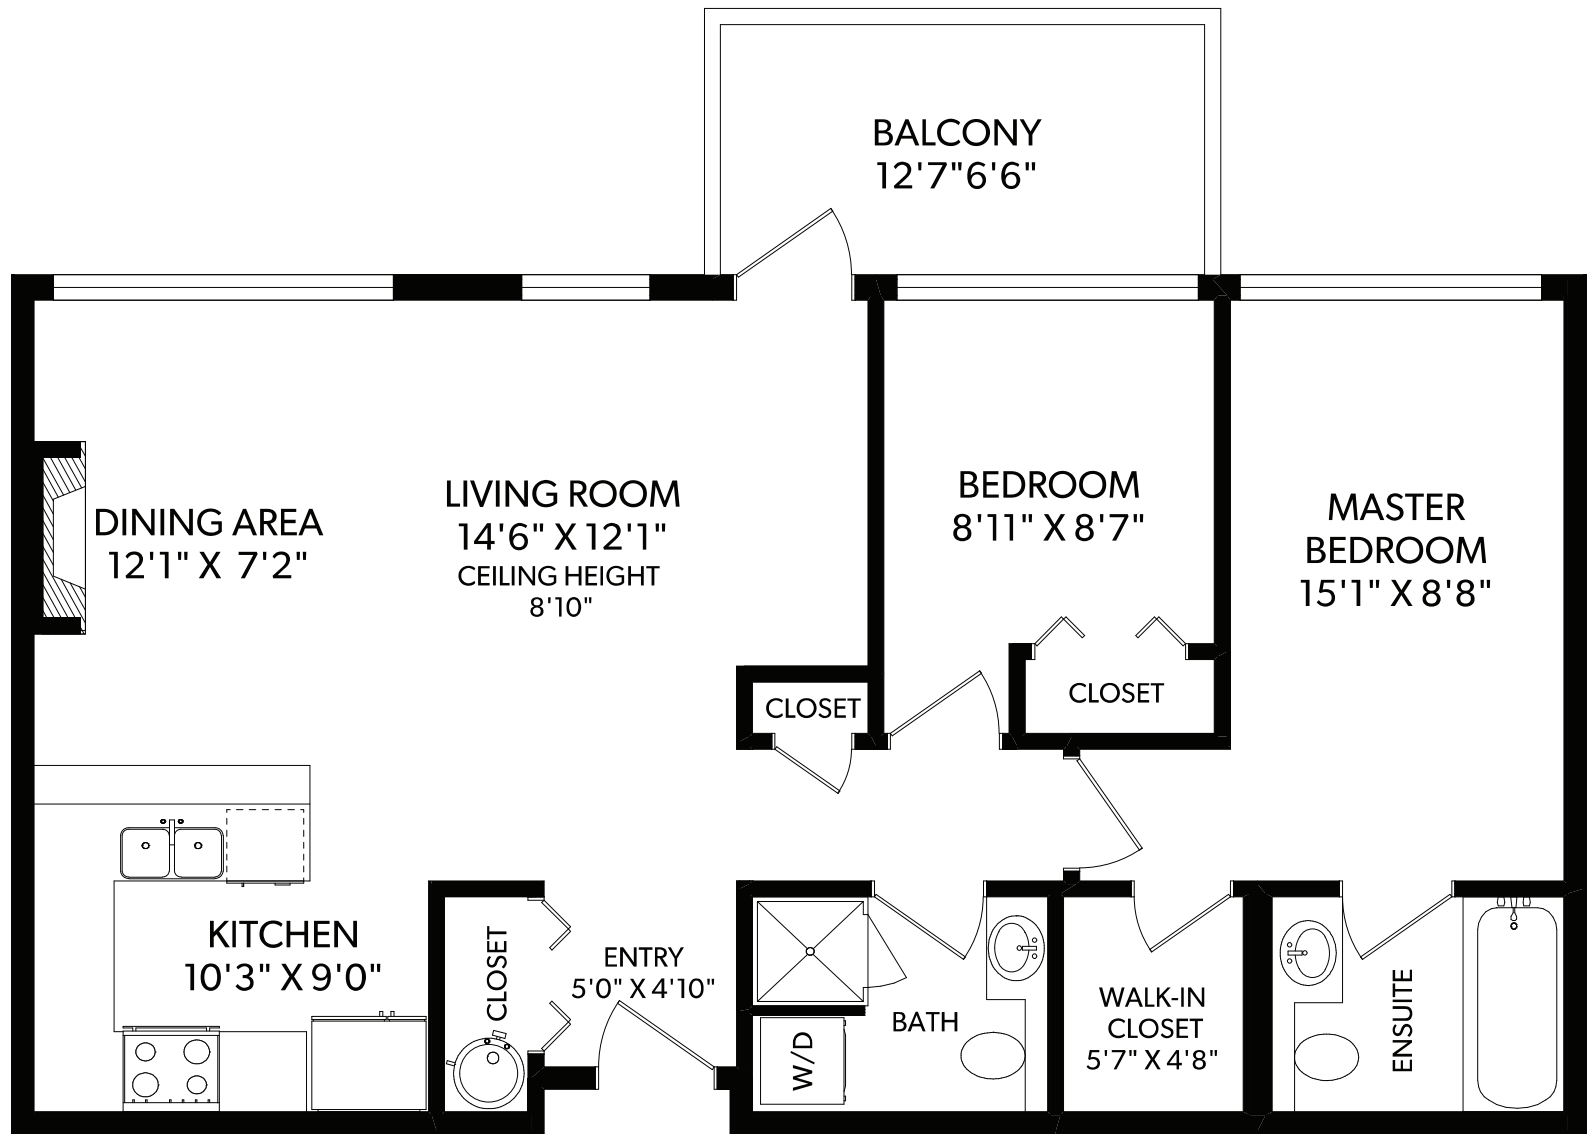 BALCONY
12'7"6'6"
DINING AREA
12'1" X 7'2"
LIVING ROOM
14'6" X 12'1"
CEILING HEIGHT
8'10"
BEDROOM
8'11" X 8'7"
MASTER
BEDROOM
15'1" X 8'8"
CLOSET
CLOSET
KITCHEN
10'3" X 9'0"
CLOSET
ENTRY
5'0" X 4'10"
BATH
W/D
WALK-IN
CLOSET
5'7" X 4'8"
ENSUITE